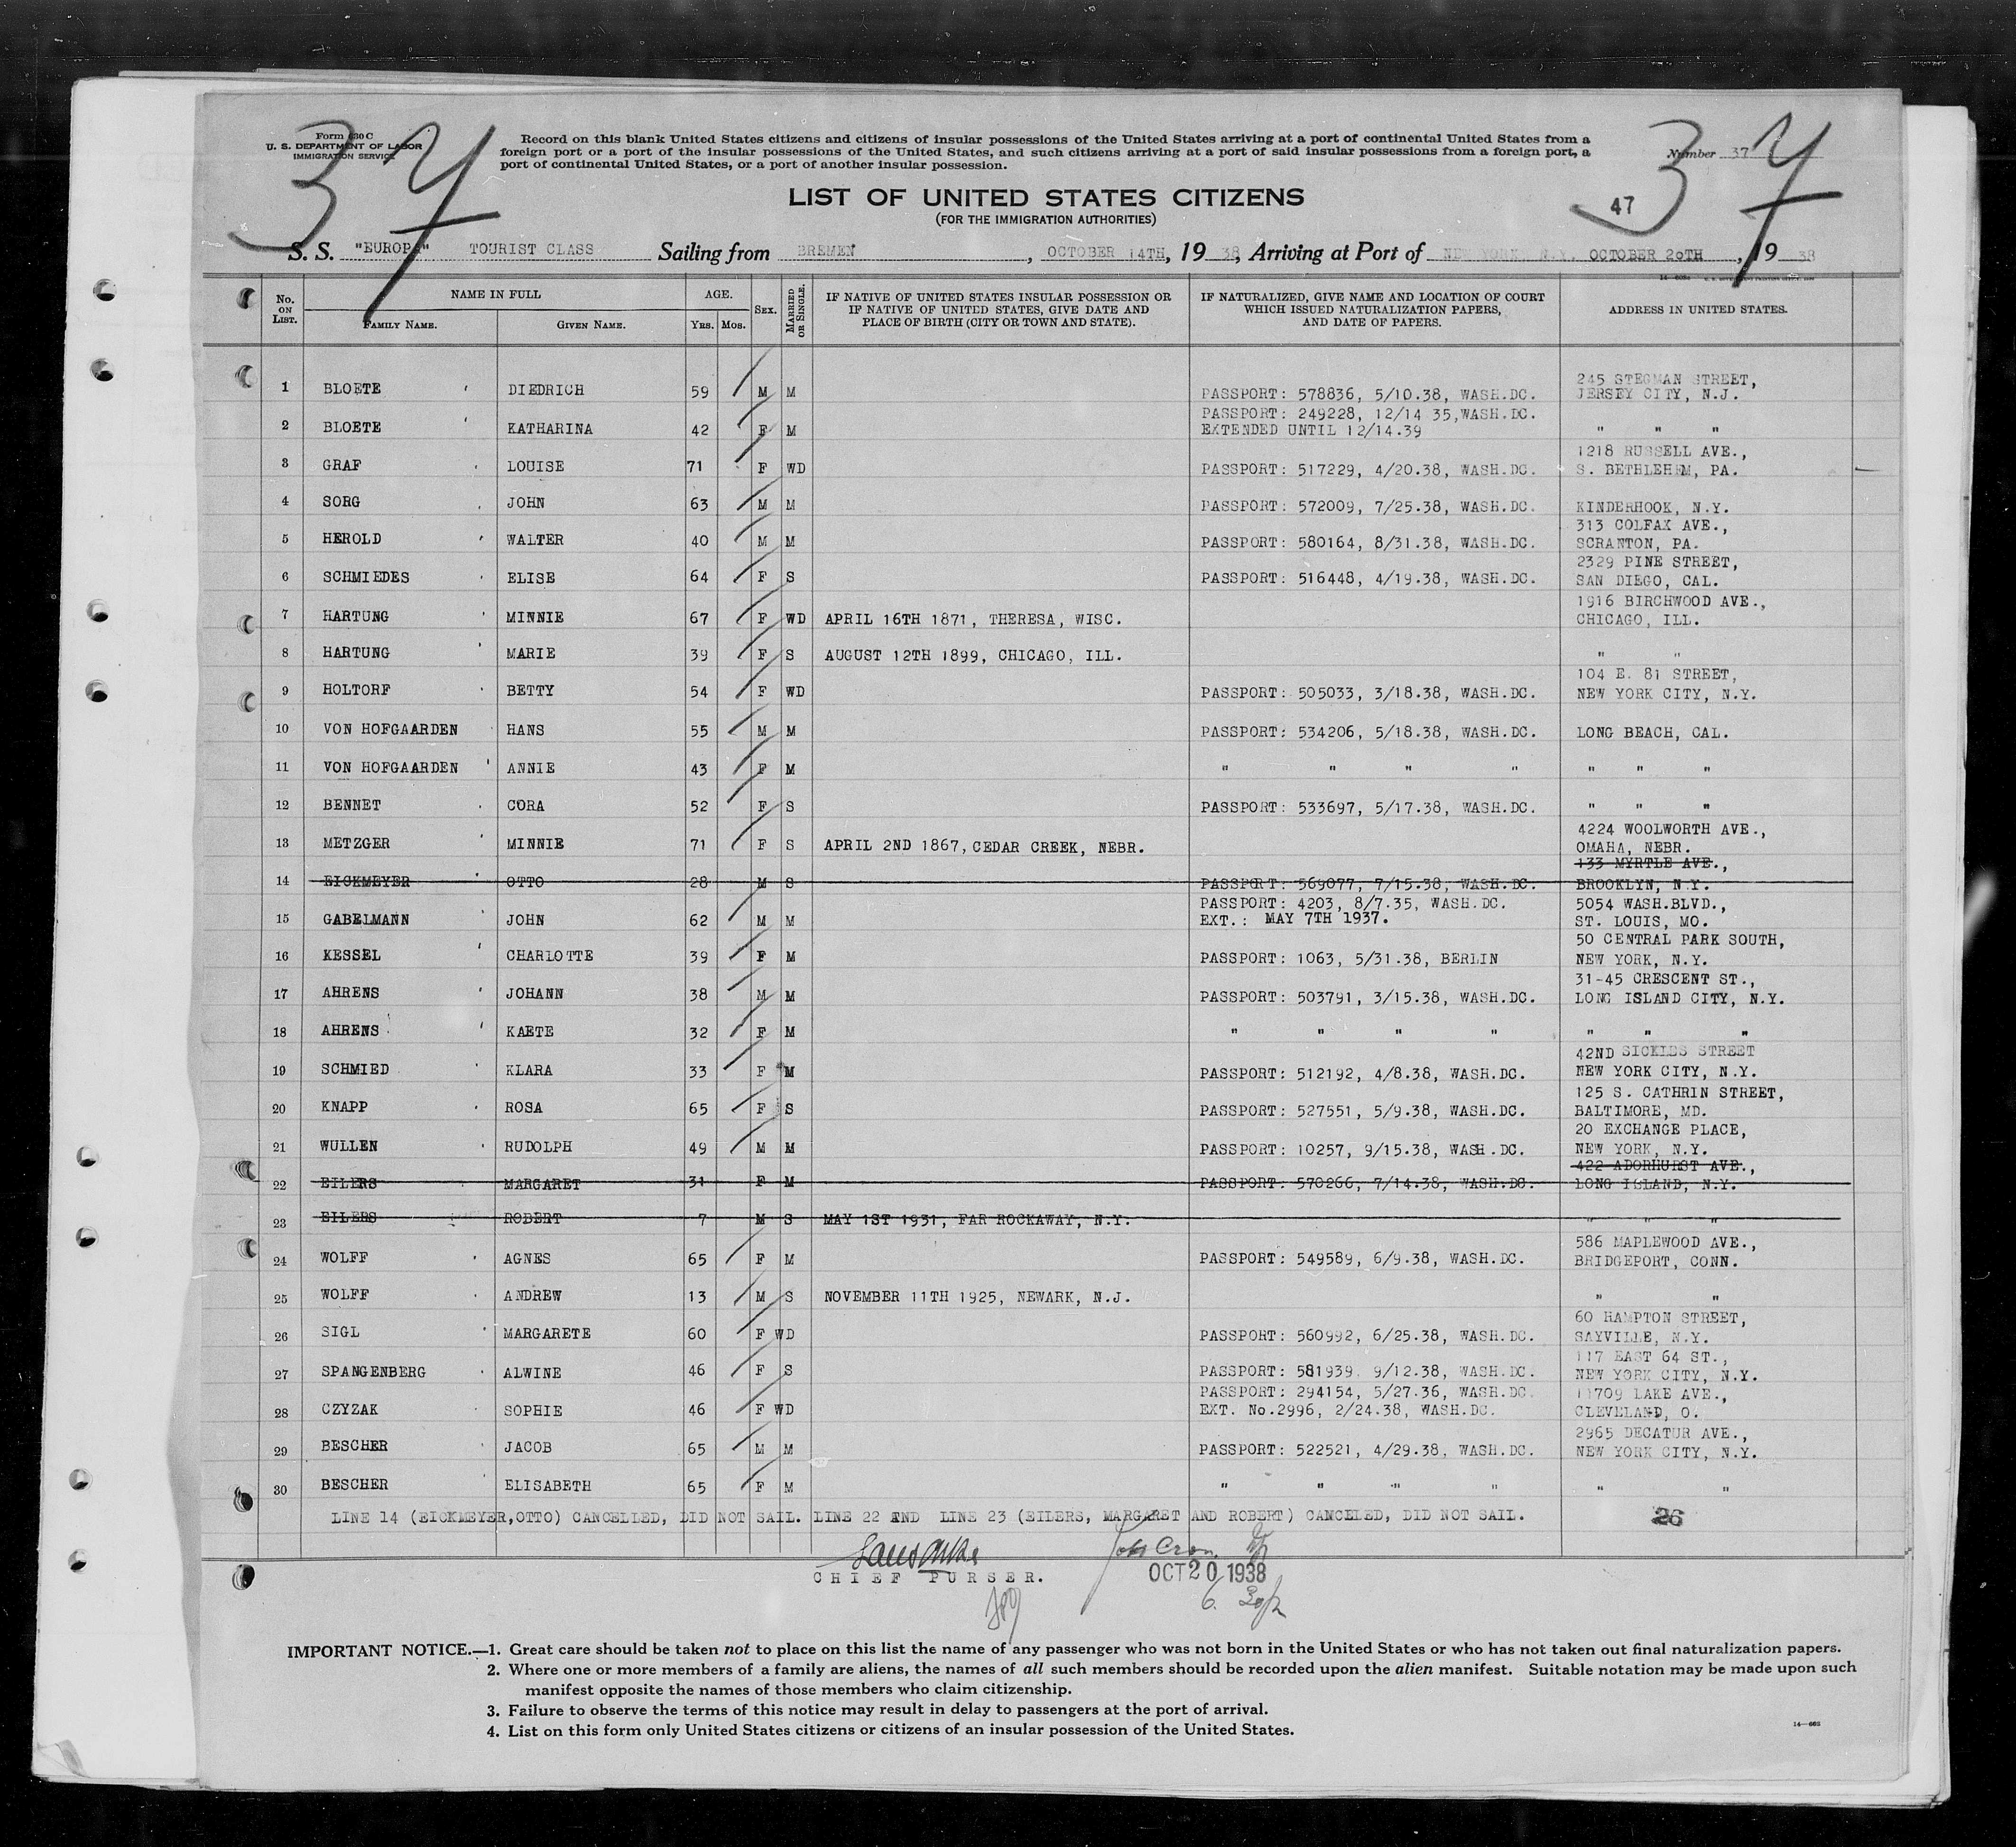 37
37
Form 630 C
U. S. DEPARTMENT OF LABOR
IMMIGRATION SERVICE
Record on this blank United States citizens and citizens of insular possessions of the United States arriving at a port of continental United States from a
foreign port or a port of the insular possessions of the United States, and such citizens arriving at a port of said insular possessions from a foreign port, a
port of continental United States, or a port of another insular possession.
Number 37
LIST OF UNITED STATES CITIZENS
(FOR THE IMMIGRATION AUTHORITIES)
47
S. S. "EUROPA" TOURIST CLASS Sailing from BREMEN, OCTOBER 14TH, 19 38, Arriving at Port of NEW YORK, N.Y. OCTOBER 20TH, 19 38
No. ON LIST. NAME IN FULL FAMILY NAME. GIVEN NAME. AGE. YRS. MOS. SEX. MARRIED OR SINGLE. IF NATIVE OF UNITED STATES INSULAR POSSESSION OR IF NATIVE OF UNITED STATES, GIVE DATE AND PLACE OF BIRTH (CITY OR TOWN AND STATE). IF NATURALIZED, GIVE NAME AND LOCATION OF COURT WHICH ISSUED NATURALIZATION PAPERS, AND DATE OF PAPERS. ADDRESS IN UNITED STATES.
1 BLOETE DIEDRICH 59 M M PASSPORT: 578836, 5/10.38, WASH.DC. 245 STEGMAN STREET, JERSEY CITY, N.J.
2 BLOETE KATHARINA 42 F M PASSPORT: 249228, 12/14 35, WASH.DC. EXTENDED UNTIL 12/14.39 " " "
3 GRAF LOUISE 71 F WD PASSPORT: 517229, 4/20.38, WASH.DC. 1218 RUSSELL AVE., S. BETHLEHEM, PA.
4 SORG JOHN 63 M M PASSPORT: 572009, 7/25.38, WASH.DC. KINDERHOOK, N.Y.
5 HEROLD WALTER 40 M M PASSPORT: 580164, 8/31.38, WASH.DC. 313 COLFAX AVE., SCRANTON, PA.
6 SCHMIEDES ELISE 64 F S PASSPORT: 516448, 4/19.38, WASH.DC. 2329 PINE STREET, SAN DIEGO, CAL.
7 HARTUNG MINNIE 67 F WD APRIL 16TH 1871, THERESA, WISC. 1916 BIRCHWOOD AVE., CHICAGO, ILL.
8 HARTUNG MARIE 39 F S AUGUST 12TH 1899, CHICAGO, ILL. " "
9 HOLTORF BETTY 54 F WD PASSPORT: 505033, 3/18.38, WASH.DC. 104 E. 81 STREET, NEW YORK CITY, N.Y.
10 VON HOFGAARDEN HANS 55 M M PASSPORT: 534206, 5/18.38, WASH.DC. LONG BEACH, CAL.
11 VON HOFGAARDEN ANNIE 43 F M " " " " " " "
12 BENNET CORA 52 F S PASSPORT: 533697, 5/17.38, WASH.DC. " " "
13 METZGER MINNIE 71 F S APRIL 2ND 1867, CEDAR CREEK, NEBR. 4224 WOOLWORTH AVE., OMAHA, NEBR.
14 EICKMEYER OTTO 28 M S PASSPORT: 569077, 7/15.38, WASH.DC. 133 MYRTLE AVE., BROOKLYN, N.Y.
15 GABELMANN JOHN 62 M M PASSPORT: 4203, 8/7.35, WASH.DC. EXT.: MAY 7TH 1937. 5054 WASH.BLVD., ST. LOUIS, MO.
16 KESSEL CHARLOTTE 39 F M PASSPORT: 1063, 5/31.38, BERLIN 50 CENTRAL PARK SOUTH, NEW YORK, N.Y.
17 AHRENS JOHANN 38 M M PASSPORT: 503791, 3/15.38, WASH.DC. 31-45 CRESCENT ST., LONG ISLAND CITY, N.Y.
18 AHRENS KAETE 32 F M " " " " " " "
19 SCHMIED KLARA 33 F M PASSPORT: 512192, 4/8.38, WASH.DC. 42ND SICKLES STREET NEW YORK CITY, N.Y.
20 KNAPP ROSA 65 F S PASSPORT: 527551, 5/9.38, WASH.DC. 125 S. CATHRIN STREET, BALTIMORE, MD.
21 WULLEN RUDOLPH 49 M M PASSPORT: 10257, 9/15.38, WASH.DC. 20 EXCHANGE PLACE, NEW YORK, N.Y.
22 EILERS MARGARET 31 F M PASSPORT: 570266, 7/14.38, WASH.DC. 422 ADORHURST AVE., LONG ISLAND, N.Y.
23 EILERS ROBERT 7 M S MAY 1ST 1931, FAR ROCKAWAY, N.Y. " " "
24 WOLFF AGNES 65 F M PASSPORT: 549589, 6/9.38, WASH.DC. 586 MAPLEWOOD AVE., BRIDGEPORT, CONN.
25 WOLFF ANDREW 13 M S NOVEMBER 11TH 1925, NEWARK, N.J. " "
26 SIGL MARGARETE 60 F WD PASSPORT: 560992, 6/25.38, WASH.DC. 60 HAMPTON STREET, SAYVILLE, N.Y.
27 SPANGENBERG ALWINE 46 F S PASSPORT: 581939, 9/12.38, WASH.DC. 117 EAST 64 ST., NEW YORK CITY, N.Y.
28 CZYZAK SOPHIE 46 F WD PASSPORT: 294154, 5/27.36, WASH.DC. EXT. No.2996, 2/24.38, WASH.DC. 11709 LAKE AVE., CLEVELAND, O.
29 BESCHER JACOB 65 M M PASSPORT: 522521, 4/29.38, WASH.DC. 2965 DECATUR AVE., NEW YORK CITY, N.Y.
30 BESCHER ELISABETH 65 F M " " " " " "
LINE 14 (EICKMEYER,OTTO) CANCELLED, DID NOT SAIL. LINE 22 AND LINE 23 (EILERS, MARGARET AND ROBERT) CANCELED, DID NOT SAIL.
26
CHIEF PURSER.
OCT 20 1938
IMPORTANT NOTICE.—1. Great care should be taken not to place on this list the name of any passenger who was not born in the United States or who has not taken out final naturalization papers.
2. Where one or more members of a family are aliens, the names of all such members should be recorded upon the alien manifest. Suitable notation may be made upon such
manifest opposite the names of those members who claim citizenship.
3. Failure to observe the terms of this notice may result in delay to passengers at the port of arrival.
4. List on this form only United States citizens or citizens of an insular possession of the United States.